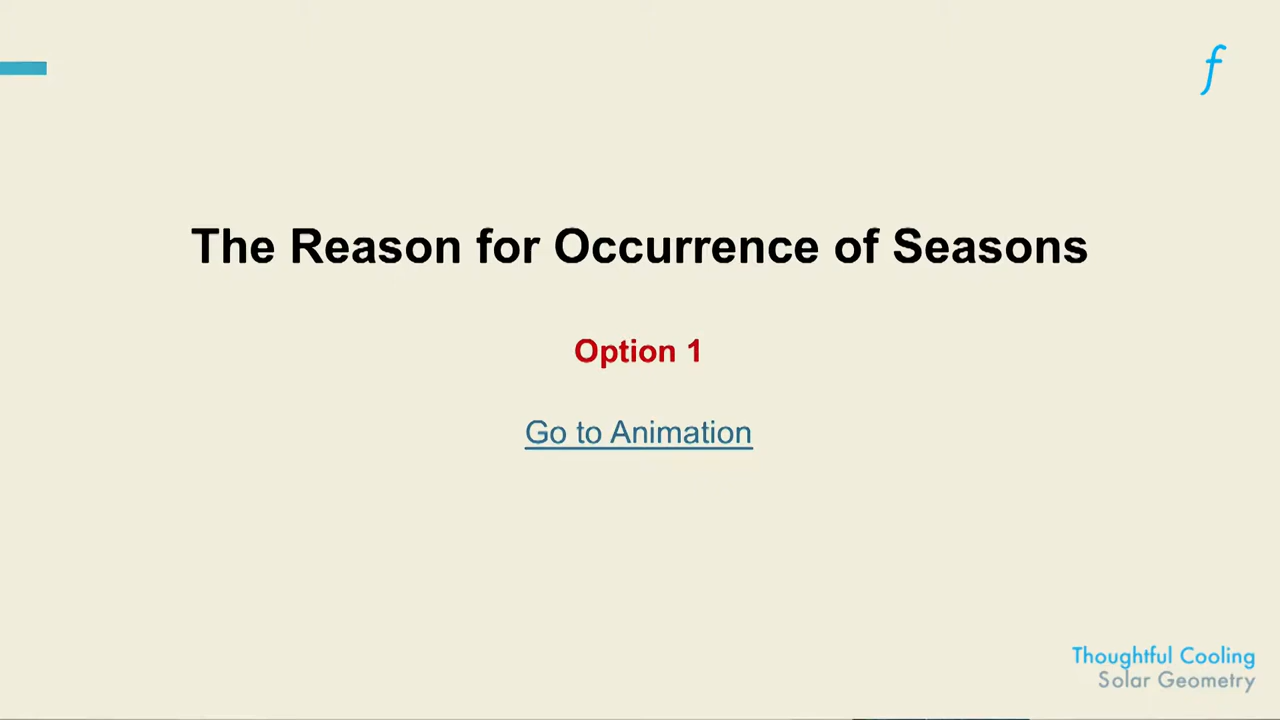 f
The Reason for Occurrence of Seasons
Option 1
Go to Animation
Thoughtful Cooling
Solar Geometry